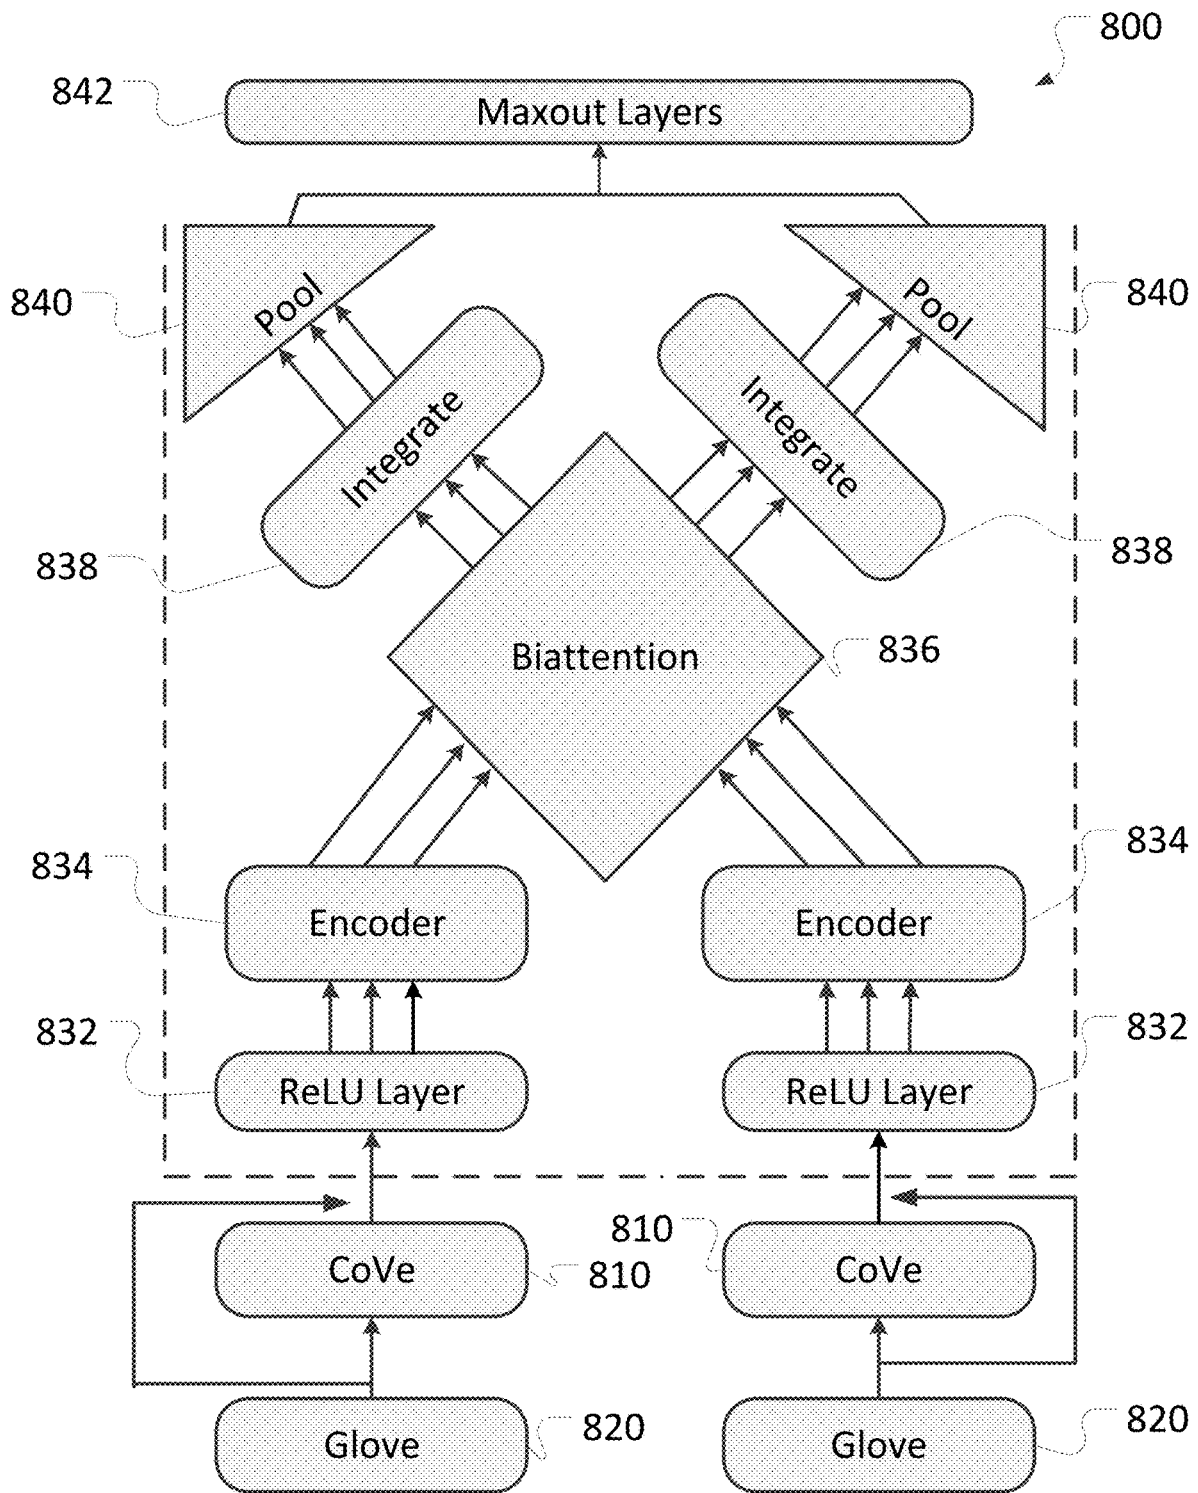 800
842
Maxout Layers
840
Pool
Pool
840
Integrate
Integrate
838
838
Biattention
836
834
Encoder
Encoder
834
832
ReLU Layer
ReLU Layer
832
CoVe
810
810
CoVe
Glove
820
Glove
820